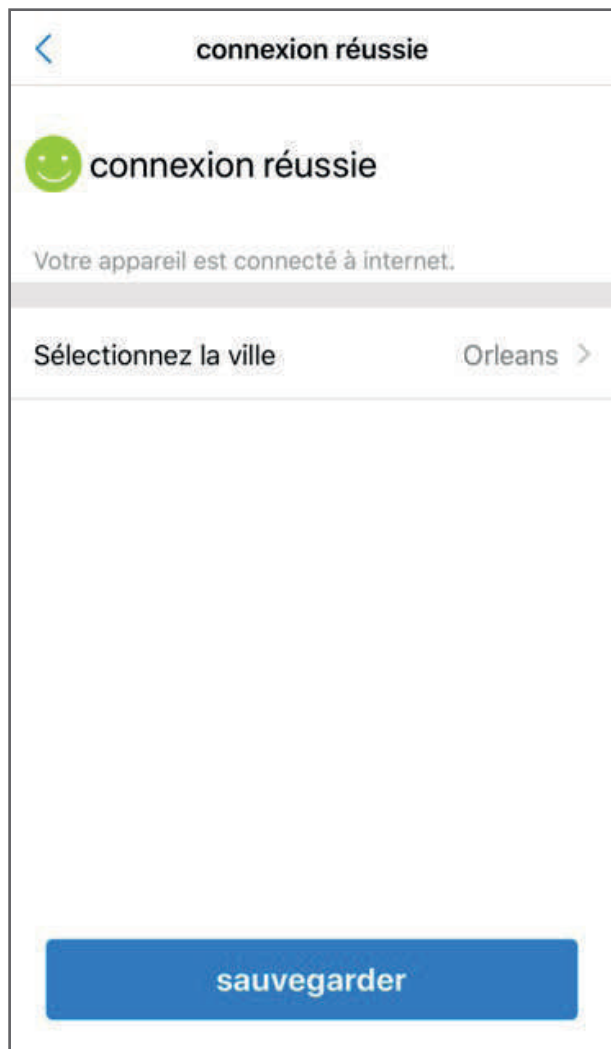 connexion réussie
connexion réussie
Votre appareil est connecté à internet.
Sélectionnez la ville Orleans
sauvegarder